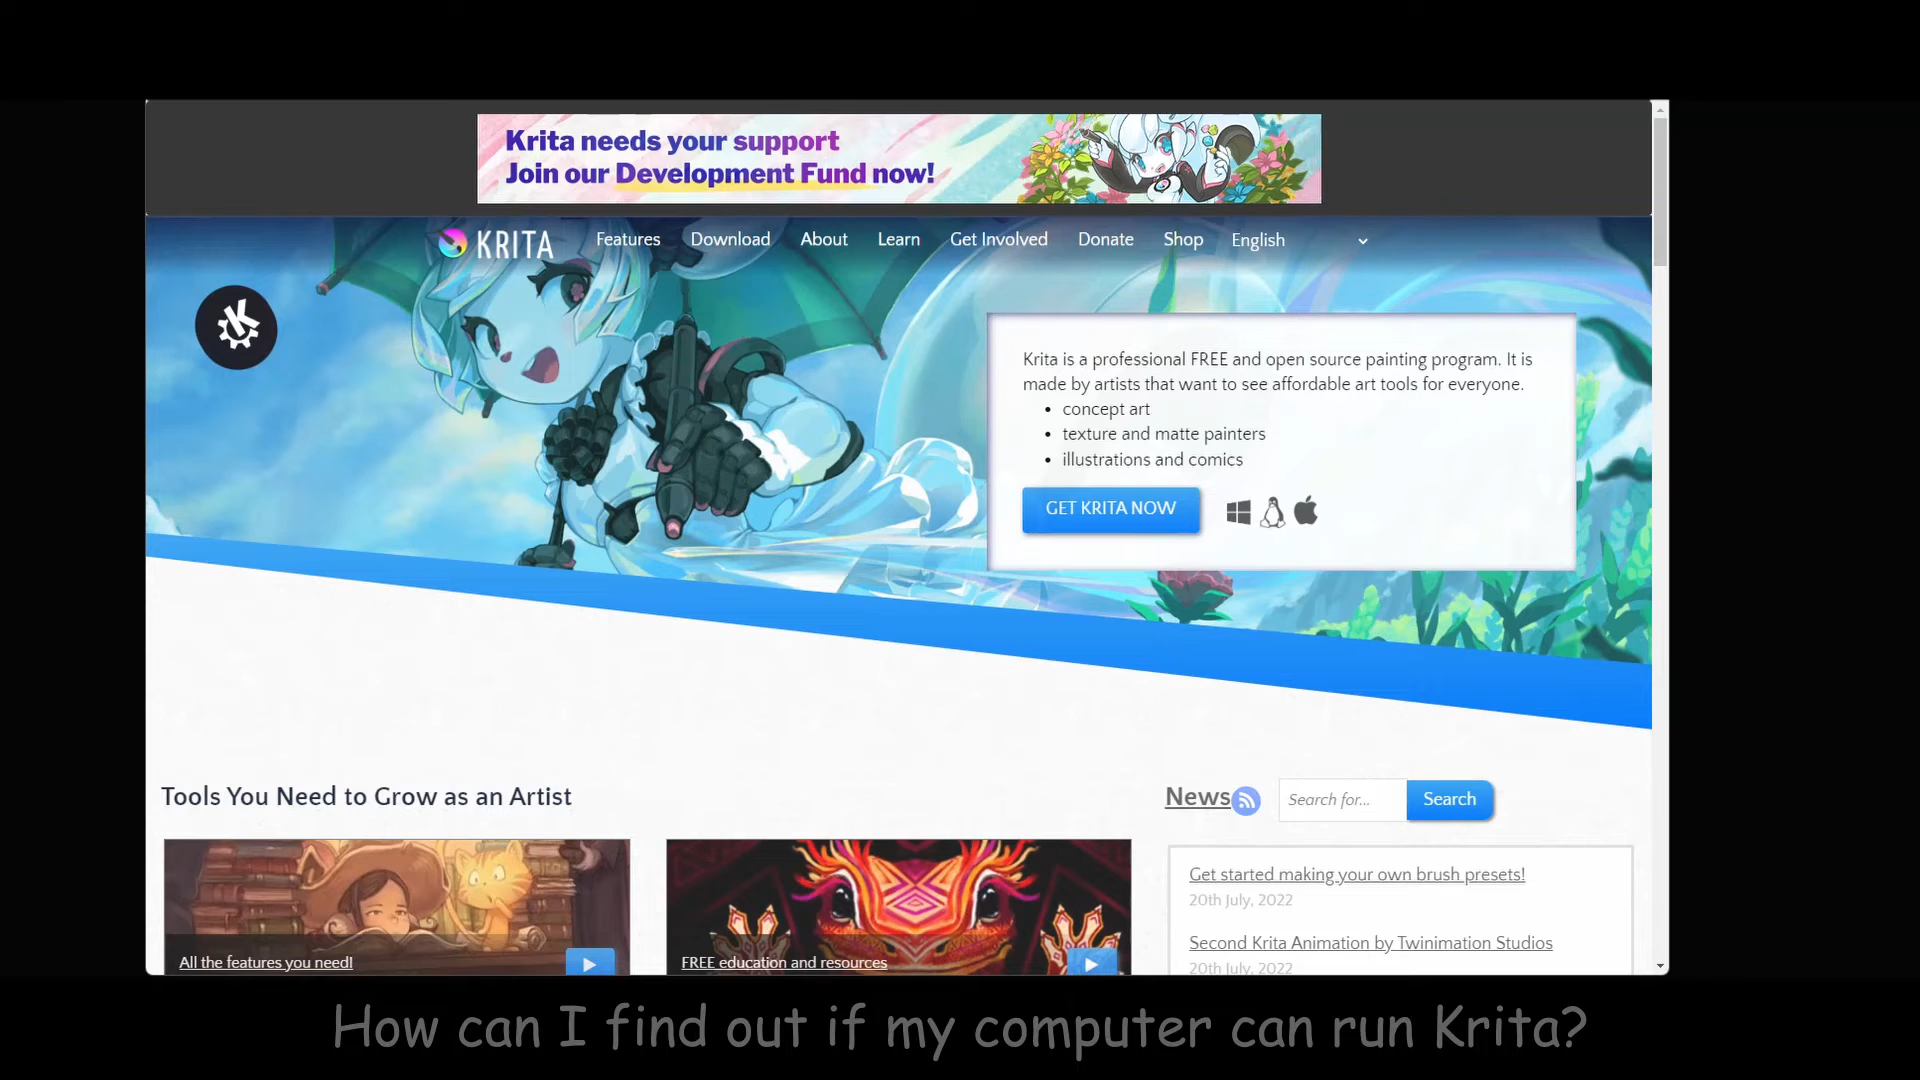 Krita needs your support
Join our Development Fund now!
KRITA Features Download About Learn Get Involved Donate Shop English
Krita is a professional FREE and open source painting program. It is
made by artists that want to see affordable art tools for everyone.
• concept art
• texture and matte painters
• illustrations and comics
GET KRITA NOW
Tools You Need to Grow as an Artist
News Search for... Search
Get started making your own brush presets!
20th July, 2022
Second Krita Animation by Twinimation Studios
20th July, 2022
All the features you need!
FREE education and resources
How can I find out if my computer can run Krita?